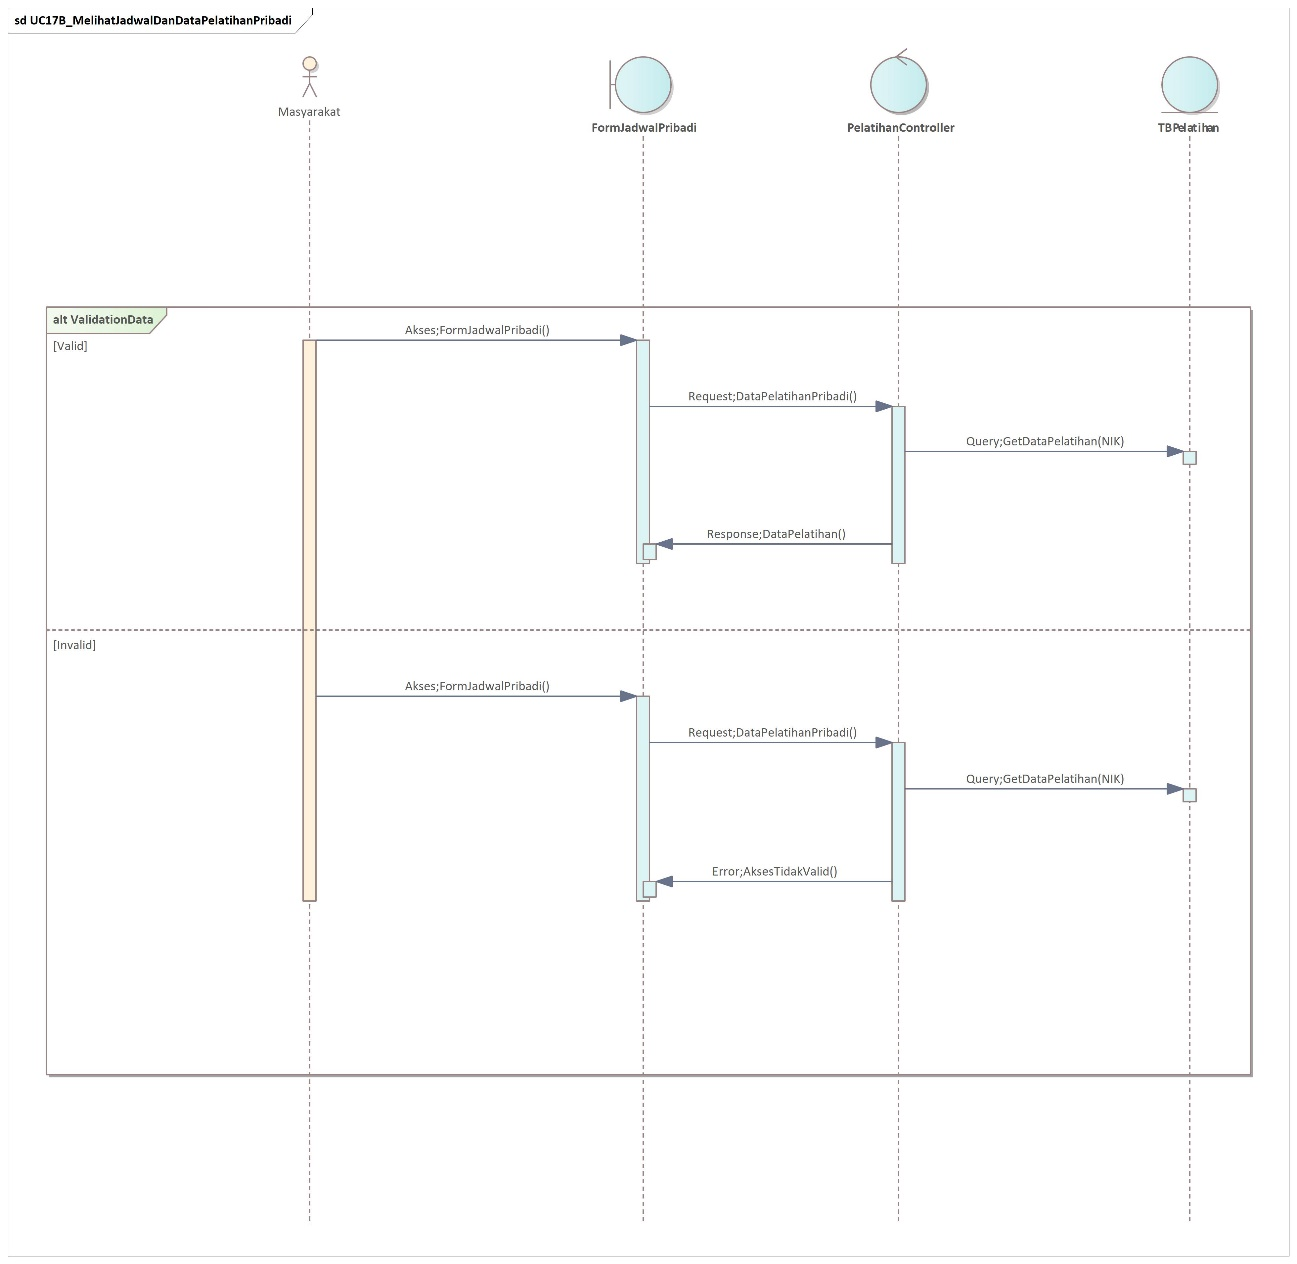 sd UC17B_MelihatJadwalDanDataPelatihanPribadi
Masyarakat
FormJadwalPribadi
PelatihanController
TBPelatihan
alt ValidationData
[Valid]
Akses;FormJadwalPribadi()
Request;DataPelatihanPribadi()
Query;GetDataPelatihan(NIK)
Response;DataPelatihan()
[Invalid]
Akses;FormJadwalPribadi()
Request;DataPelatihanPribadi()
Query;GetDataPelatihan(NIK)
Error;AksesTidakValid()